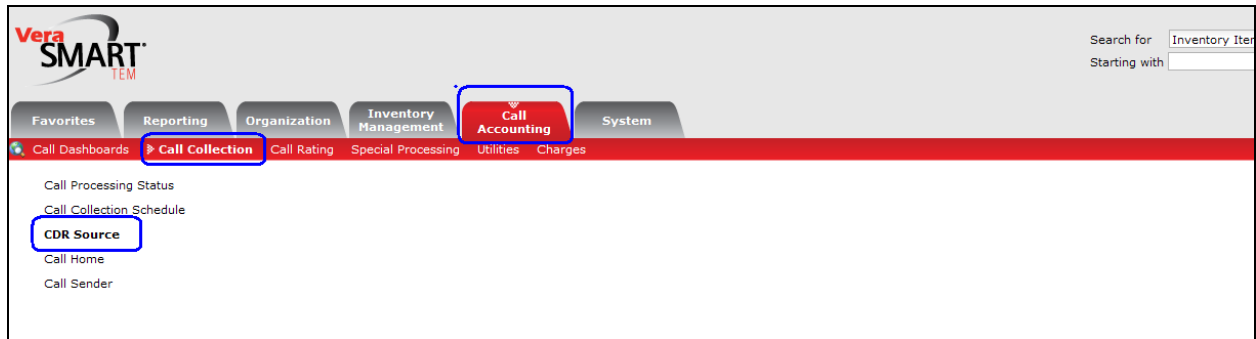 Vera
SMART
TEM
Search for Inventory Iter
Starting with
Favorites Reporting Organization Inventory Management Call Accounting System
Call Dashboards Call Collection Call Rating Special Processing Utilities Charges
Call Processing Status
Call Collection Schedule
CDR Source
Call Home
Call Sender